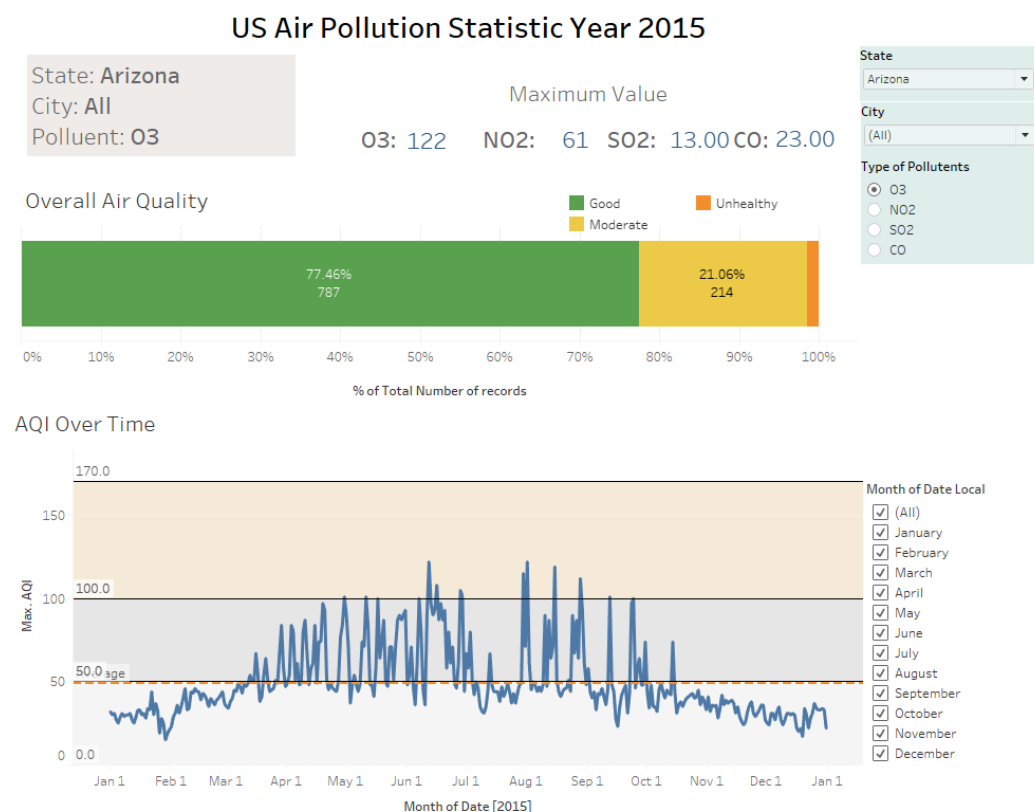 US Air Pollution Statistic Year 2015
State: Arizona
City: All
Polluent: O3
Maximum Value
O3: 122 NO2: 61 SO2: 13.00 CO: 23.00
State
Arizona
City
(All)
Type of Pollutents
O3
NO2
SO2
CO
Overall Air Quality
Good
Unhealthy
Moderate
77.46%
787
21.06%
214
0% 10% 20% 30% 40% 50% 60% 70% 80% 90% 100%
% of Total Number of records
AQI Over Time
170.0
150
100.0
100
50.0
50
0.0
0
Max. AQI
Jan 1 Feb 1 Mar 1 Apr 1 May 1 Jun 1 Jul 1 Aug 1 Sep 1 Oct 1 Nov 1 Dec 1 Jan 1
Month of Date [2015]
Month of Date Local
(All)
January
February
March
April
May
June
July
August
September
October
November
December